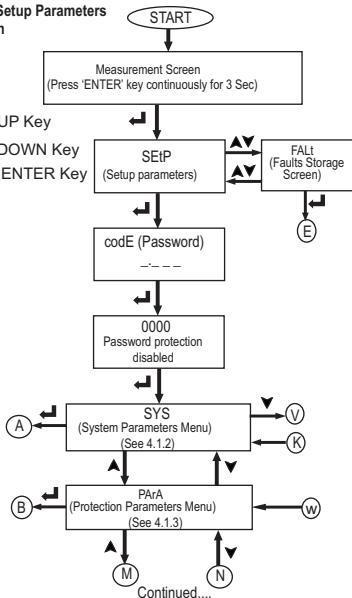 Setup Parameters
START
Measurement Screen
(Press 'ENTER' key continuously for 3 Sec)
UP Key
DOWN Key
ENTER Key
SEtP
(Setup parameters)
FALt
(Faults Storage
Screen)
E
codE (Password)
_._ _ _
0000
Password protection
disabled
SYS
(System Parameters Menu)
(See 4.1.2)
A
V
K
PArA
(Protection Parameters Menu)
(See 4.1.3)
B
w
M
N
Continued....